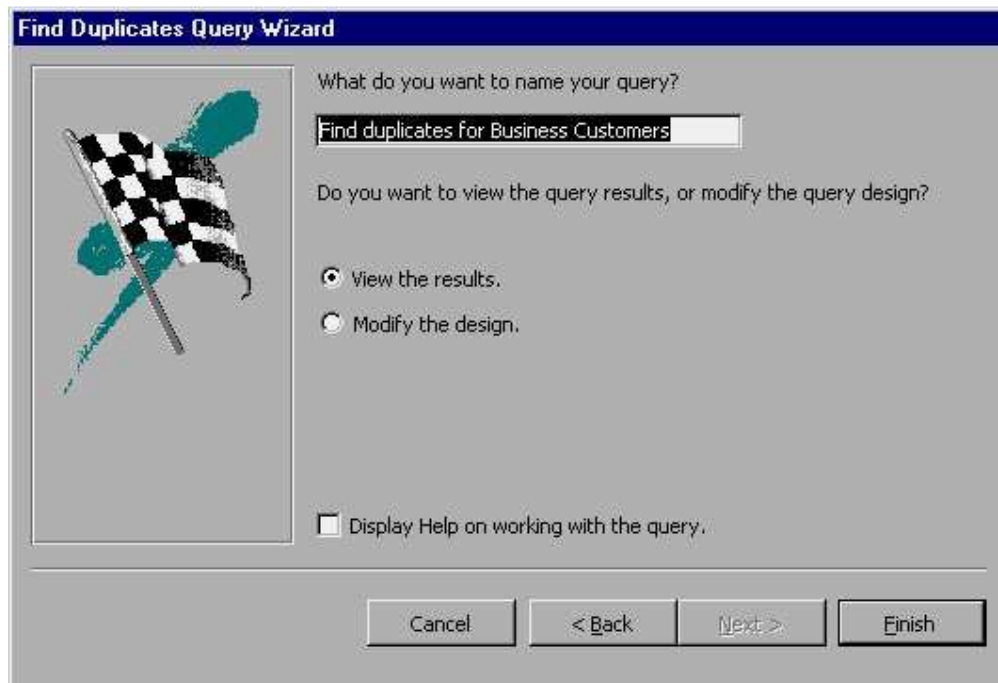 Find Duplicates Query Wizard
What do you want to name your query?
Find duplicates for Business Customers
Do you want to view the query results, or modify the query design?
View the results.
Modify the design.
Display Help on working with the query.
Cancel
< Back
Next >
Finish